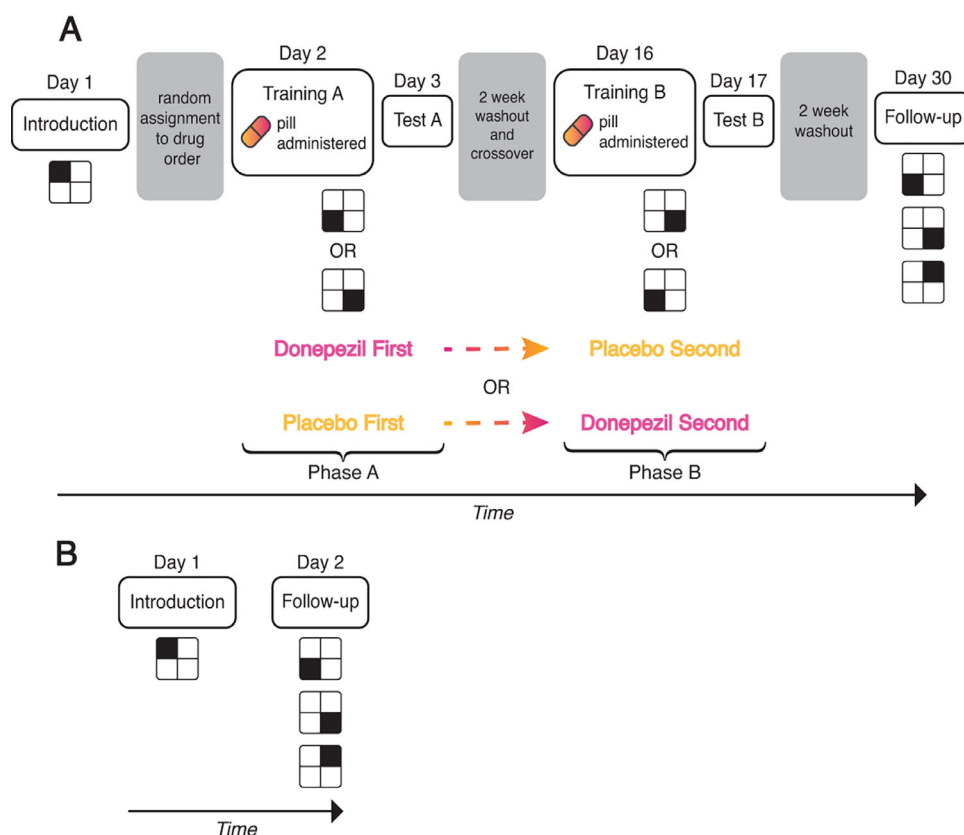 A
Day 1
Introduction
random
assignment
to drug
order
Day 2
Training A
pill
administered
Day 3
Test A
2 week
washout
and
crossover
Day 16
Training B
pill
administered
Day 17
Test B
2 week
washout
Day 30
Follow-up
OR
OR
Donepezil First
Placebo Second
OR
Placebo First
Donepezil Second
Phase A
Phase B
Time
B
Day 1
Introduction
Day 2
Follow-up
Time